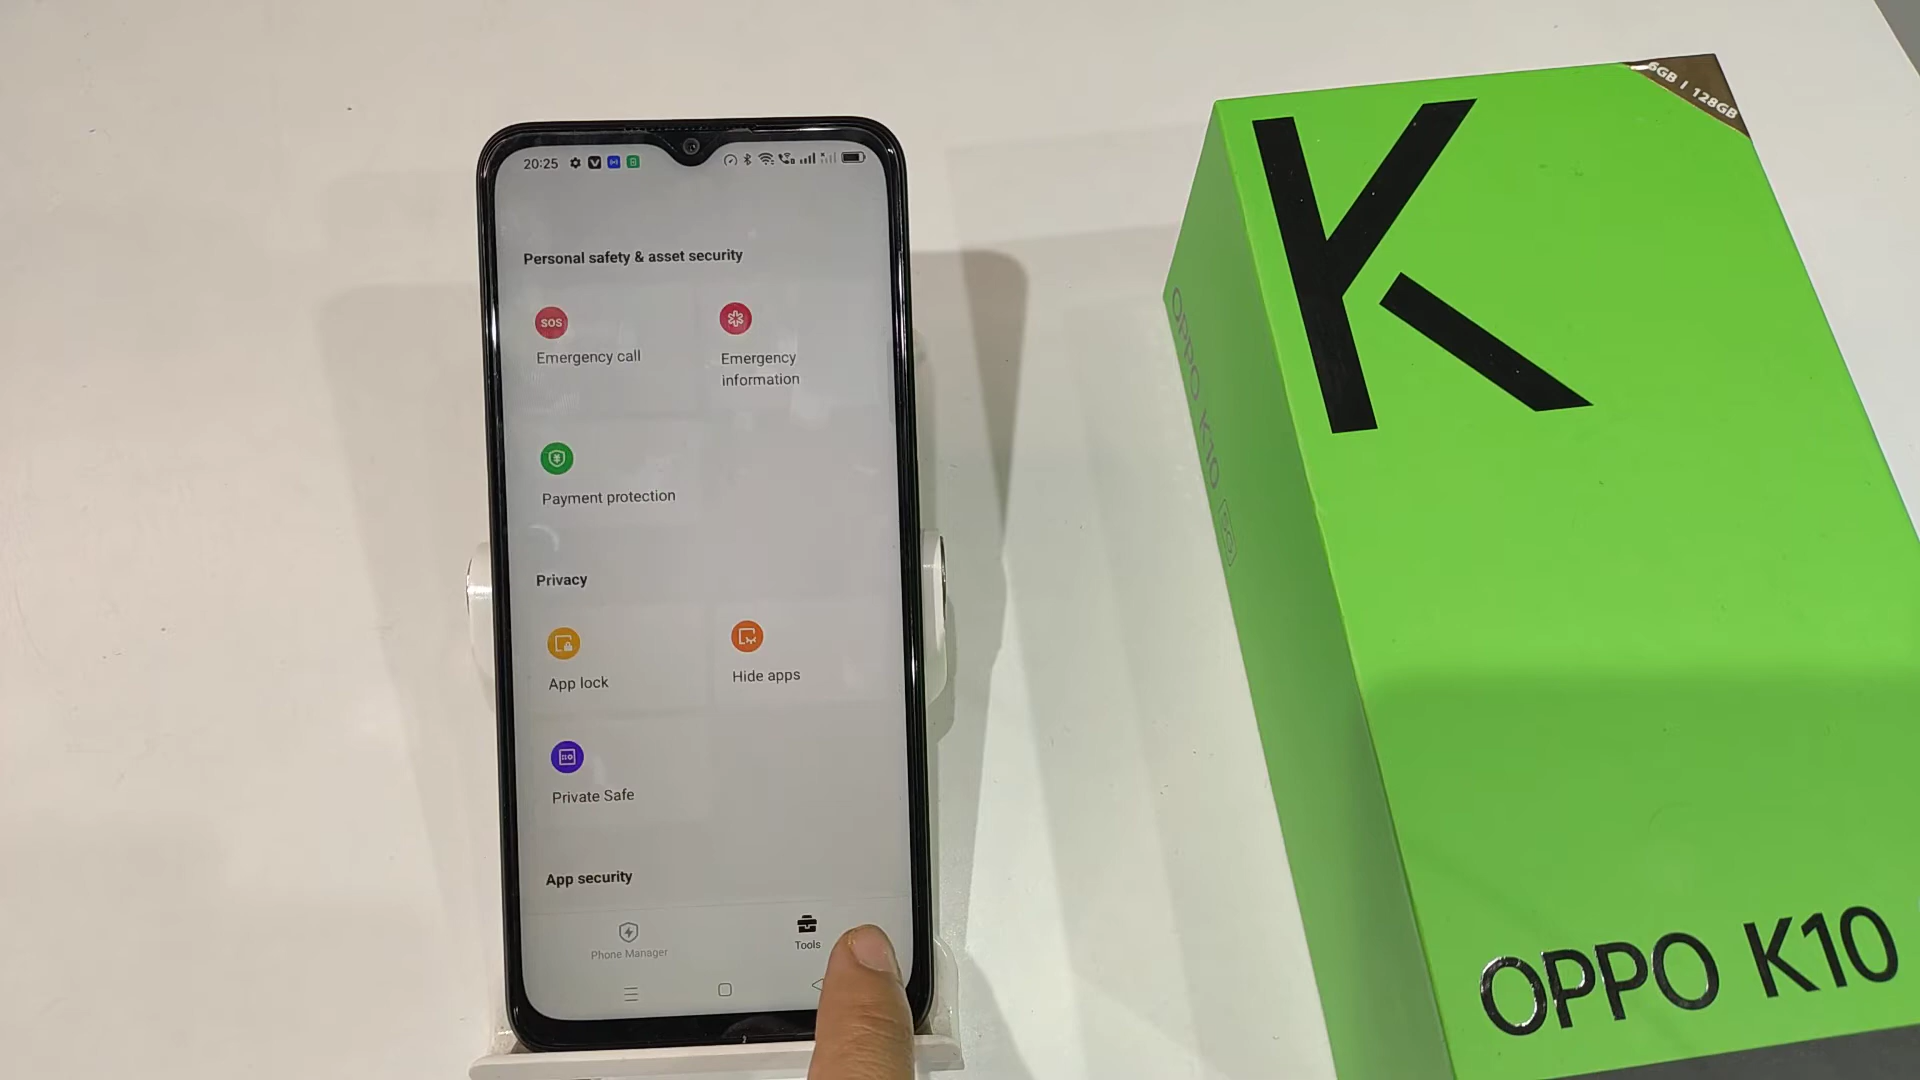 20:25
Personal safety & asset security
SOS
Emergency call
Emergency
information
Payment protection
Privacy
App lock
Hide apps
Private Safe
App security
Phone Manager
Tools
6GB | 128GB
K
OPPO K10 5G
OPPO K10